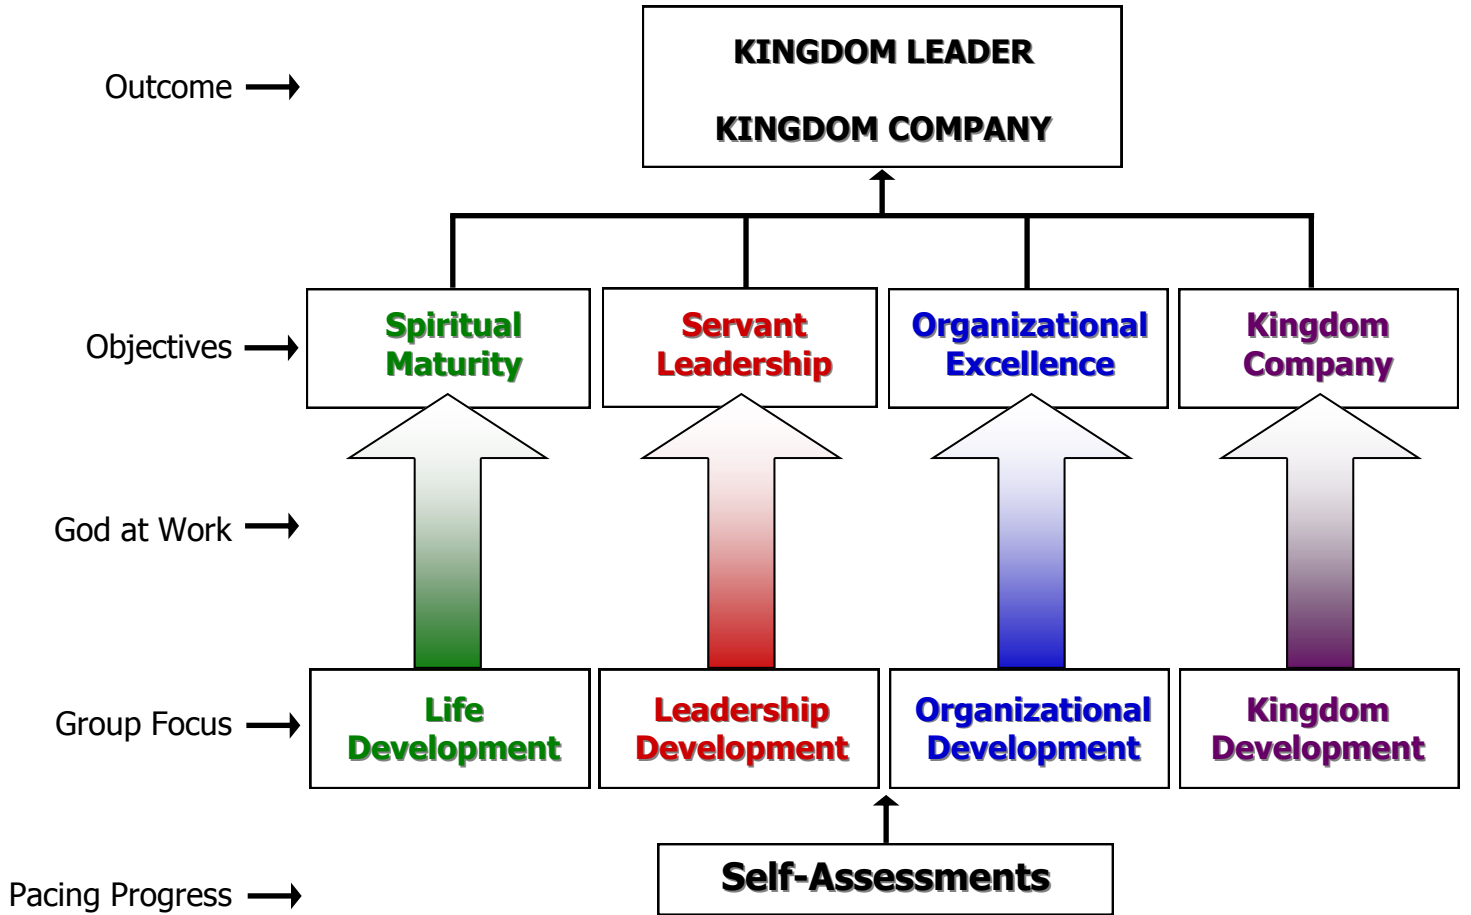 KINGDOM LEADER
Outcome
KINGDOM COMPANY
Objectives
Spiritual
Maturity
Servant
Leadership
Organizational
Excellence
Kingdom
Company
God at Work
Group Focus
Life
Development
Leadership
Development
Organizational
Development
Kingdom
Development
Pacing Progress
Self-Assessments